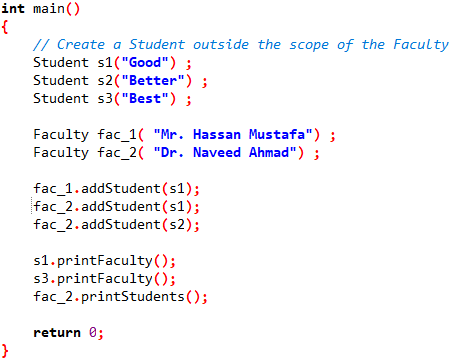 int main()
{
// Create a Student outside the scope of the Faculty
Student s1("Good") ;
Student s2("Better") ;
Student s3("Best") ;
Faculty fac_1( "Mr. Hassan Mustafa") ;
Faculty fac_2( "Dr. Naveed Ahmad") ;
fac_1.addStudent(s1);
fac_2.addStudent(s1);
fac_2.addStudent(s2);
s1.printFaculty();
s3.printFaculty();
fac_2.printStudents();
return 0;
}